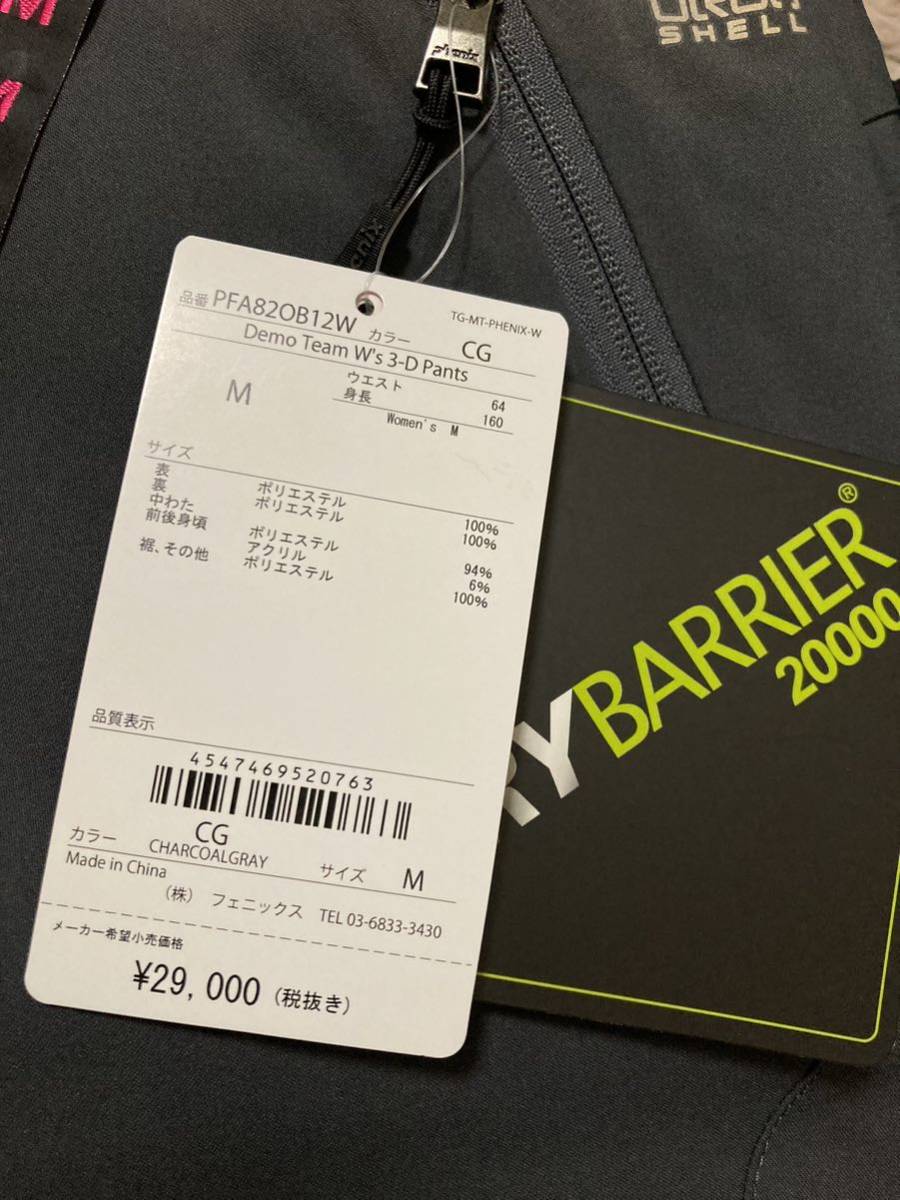 M
SHELL
phenix
enix
品番 PFA82OB12W カラー CG
TG-MT-PHENIX-W
Demo Team W's 3-D Pants
M
ウエスト 64
身長 160
Women's M
サイズ
表 ポリエステル 100%
裏 ポリエステル 100%
中わた
前後身頃 ポリエステル 94%
アクリル 6%
裾、その他 ポリエステル 100%
品質表示
4547469520763
カラー CG
CHARCOALGRAY サイズ M
Made in China
(株) フェニックス TEL 03-6833-3430
メーカー希望小売価格
¥29,000 (税抜き)
RYBARRIER®
20000